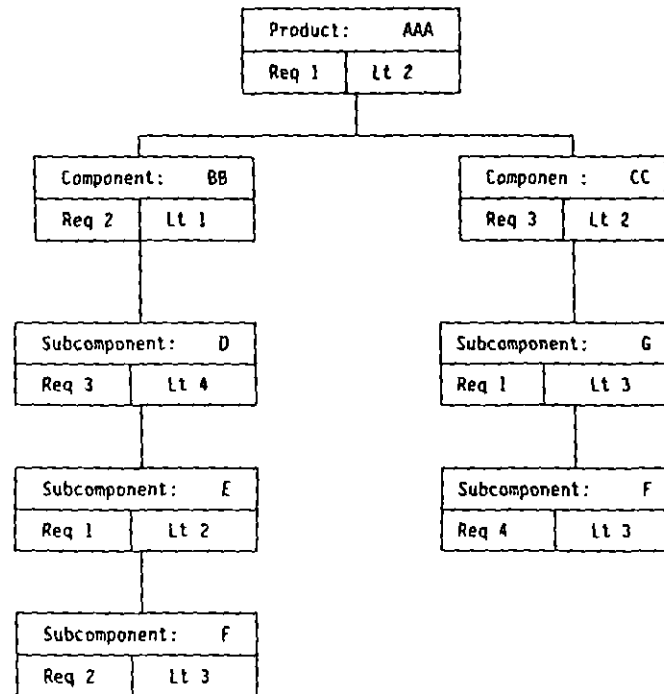 Product: AAA
Req 1 Lt 2
Component: BB
Req 2 Lt 1
Componen : CC
Req 3 Lt 2
Subcomponent: D
Req 3 Lt 4
Subcomponent: G
Req 1 Lt 3
Subcomponent: E
Req 1 Lt 2
Subcomponent: F
Req 4 Lt 3
Subcomponent: F
Req 2 Lt 3